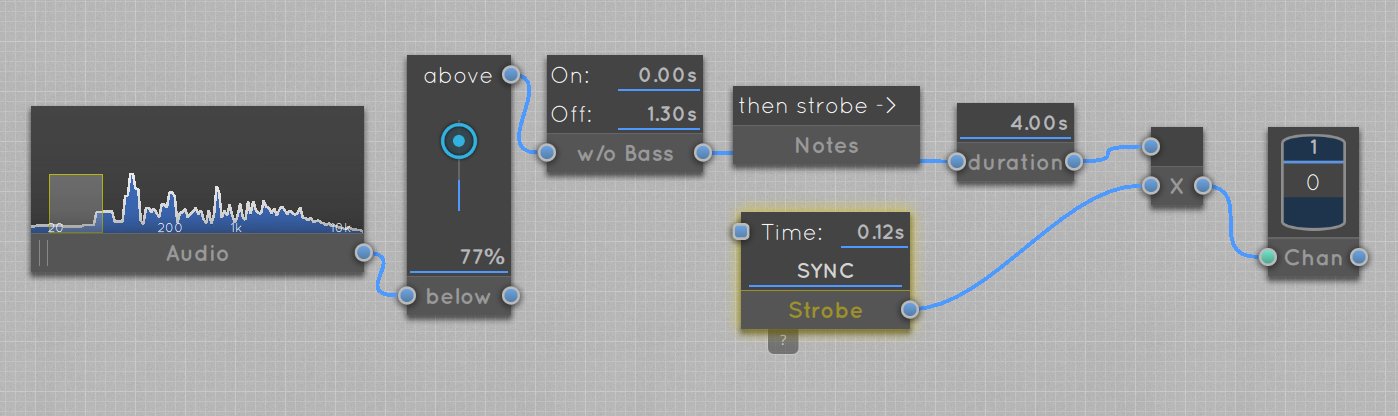 20 200 1k 10k
Audio
above
77%
below
On: 0.00s
Off: 1.30s
w/o Bass
then strobe ->
Notes
4.00s
duration
Time: 0.12s
SYNC
Strobe
?
X
1
0
Chan